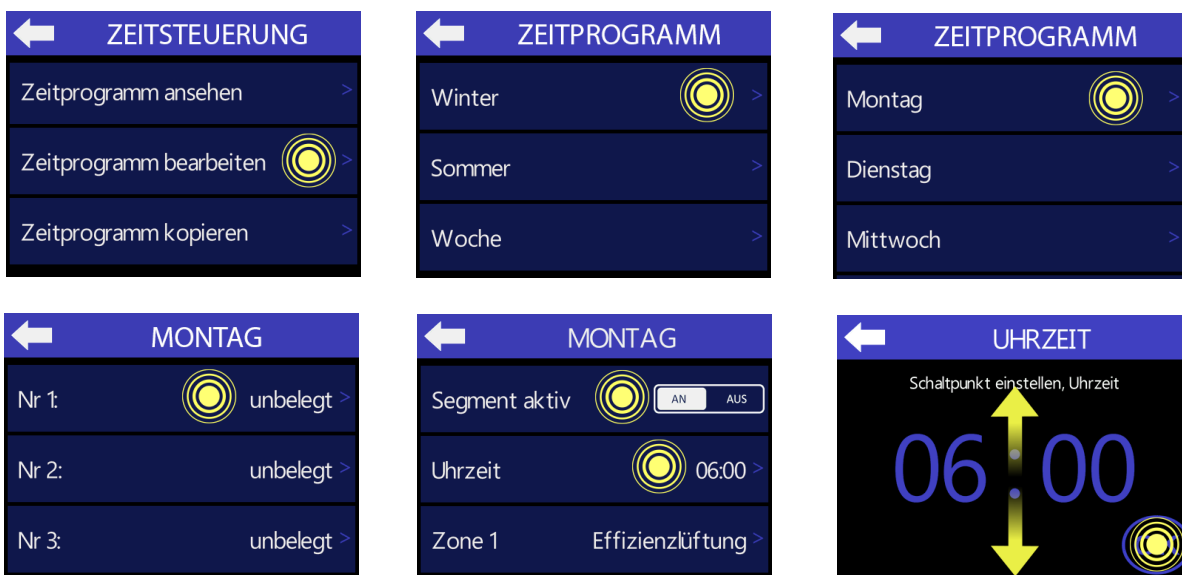 ZEITSTEUERUNG
Zeitprogramm ansehen >
Zeitprogramm bearbeiten >
Zeitprogramm kopieren >
ZEITPROGRAMM
Winter >
Sommer >
Woche >
ZEITPROGRAMM
Montag >
Dienstag >
Mittwoch >
MONTAG
Nr 1: unbelegt >
Nr 2: unbelegt >
Nr 3: unbelegt >
MONTAG
Segment aktiv AN AUS
Uhrzeit 06:00 >
Zone 1 Effizienzlüftung >
UHRZEIT
Schaltpunkt einstellen, Uhrzeit
06:00